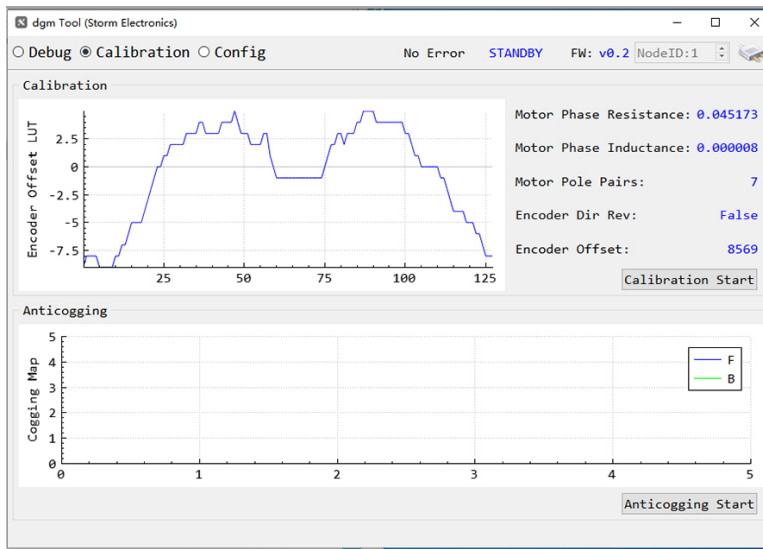 dgm Tool (Storm Electronics)
Debug Calibration Config No Error STANDBY FW: v0.2 NodeID:1
Calibration
Encoder Offset LUT
2.5
0
-2.5
-5
-7.5
25 50 75 100 125
Motor Phase Resistance: 0.045173
Motor Phase Inductance: 0.000008
Motor Pole Pairs: 7
Encoder Dir Rev: False
Encoder Offset: 8569
Calibration Start
Anticogging
Cogging Map
5
4
3
2
1
0
0 1 2 3 4 5
F
B
Anticogging Start